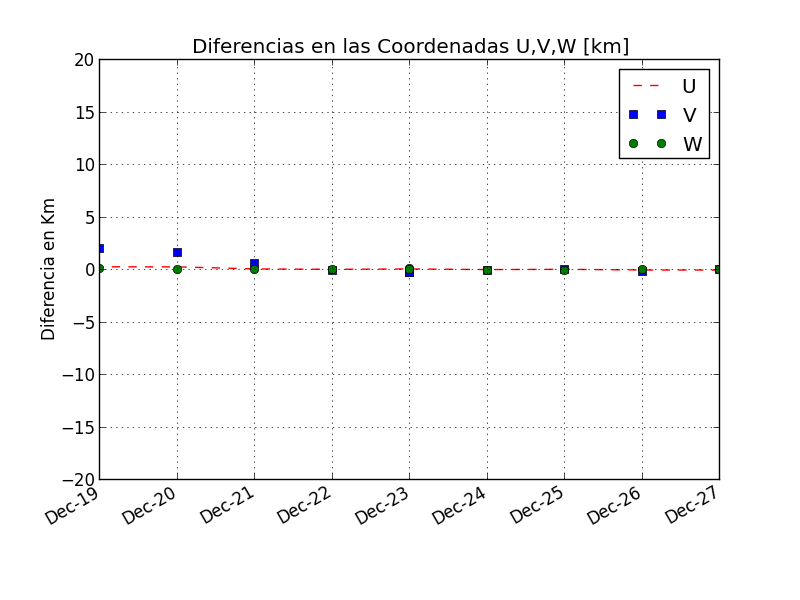 Diferencias en las Coordenadas U,V,W [km]
20
15
10
5
0
−5
−10
−15
−20
Diferencia en Km
U
V
W
Dec-19
Dec-20
Dec-21
Dec-22
Dec-23
Dec-24
Dec-25
Dec-26
Dec-27